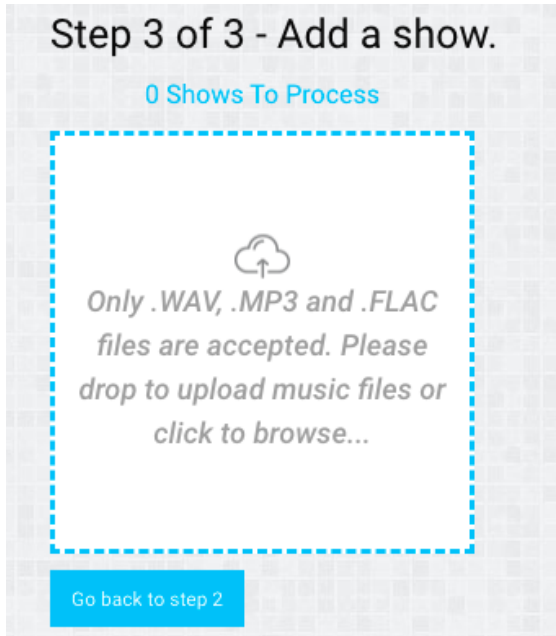 Step 3 of 3 - Add a show.
0 Shows To Process
Only .WAV, .MP3 and .FLAC
files are accepted. Please
drop to upload music files or
click to browse...
Go back to step 2